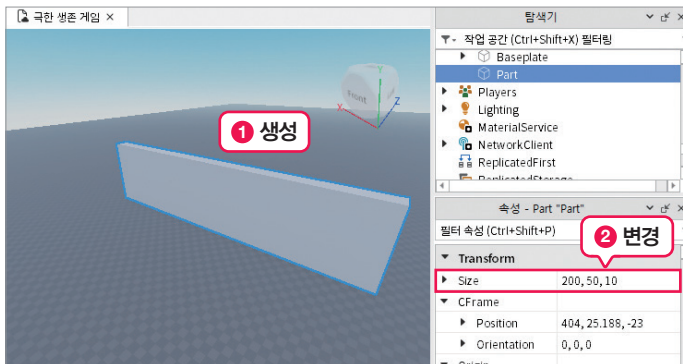 극한 생존 게임 ×
탐색기
작업 공간 (Ctrl+Shift+X) 필터링
Baseplate
Part
Players
Lighting
MaterialService
NetworkClient
ReplicatedFirst
ReplicatedStorage
Front
Y
X
Z
1 생성
속성 - Part "Part"
필터 속성 (Ctrl+Shift+P)
2 변경
Transform
Size 200, 50, 10
CFrame
Position 404, 25.188, -23
Orientation 0, 0, 0
Origin